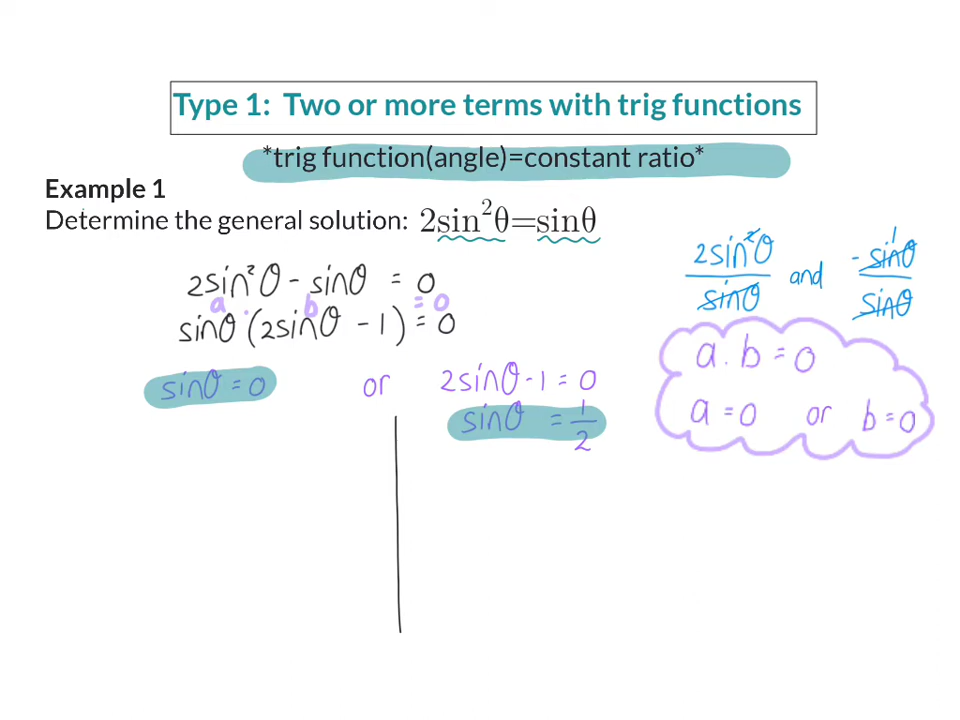 Type 1: Two or more terms with trig functions
*trig function(angle)=constant ratio*
Example 1
Determine the general solution: 2sin²θ=sinθ
2sin²θ - sinθ = 0
a . b = 0
sinθ (2sinθ - 1) = 0
sinθ = 0 or 2sinθ - 1 = 0
sinθ = 1/2
2sin²θ/sinθ and -sinθ/sinθ
1
a . b = 0
a = 0 or b = 0